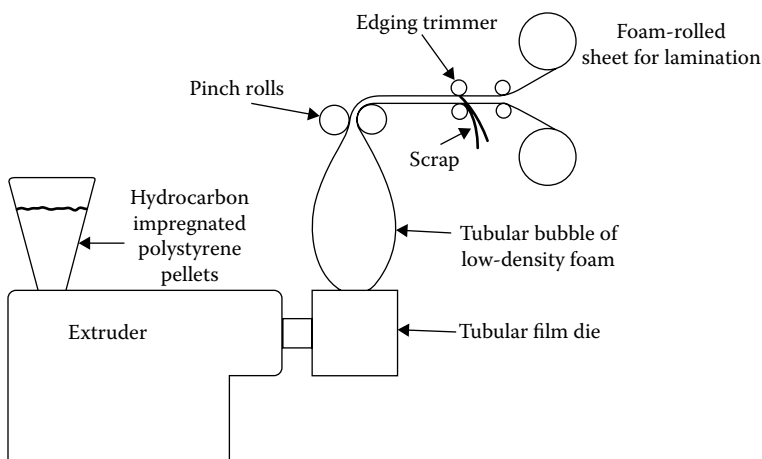 Edging trimmer
Foam-rolled
sheet for lamination
Pinch rolls
Scrap
Hydrocarbon
impregnated
polystyrene
pellets
Tubular bubble of
low-density foam
Extruder
Tubular film die